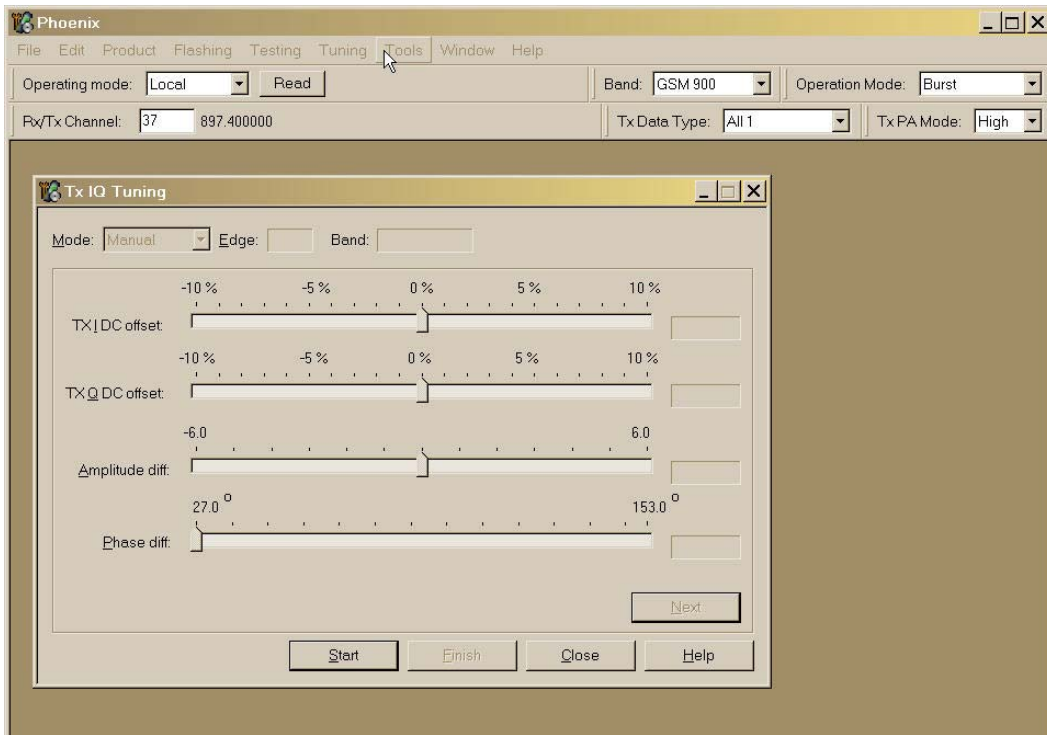 Phoenix
File Edit Product Flashing Testing Tuning Tools Window Help
Operating mode: Local Read Band: GSM 900 Operation Mode: Burst
Rx/Tx Channel: 37 897.400000 Tx Data Type: All 1 Tx PA Mode: High
Tx IQ Tuning
Mode: Manual Edge: Band:
-10 % -5 % 0 % 5 % 10 %
TX I DC offset:
-10 % -5 % 0 % 5 % 10 %
TX Q DC offset:
-6.0 6.0
Amplitude diff:
27.0 ° 153.0 °
Phase diff:
Next
Start Finish Close Help